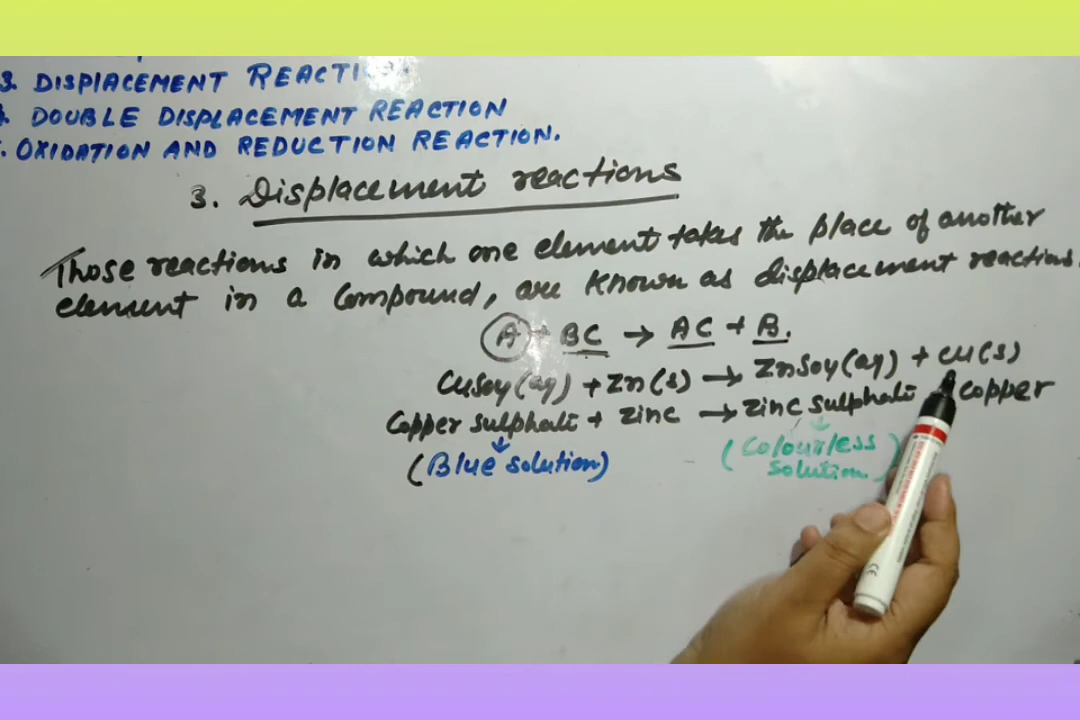 3. DISPLACEMENT REACTI
DOUBLE DISPLACEMENT REACTION
. OXIDATION AND REDUCTION REACTION.
3. Displacement reactions
Those reactions in which one element takes the place of another
element in a compound, are known as displacement reactions.
A + BC → AC + B.
CuSO4(aq) + Zn(s) → ZnSO4(aq) + Cu(s)
Copper sulphate + zinc → zinc sulphate copper
(Blue solution) (Colourless
solution)
CE